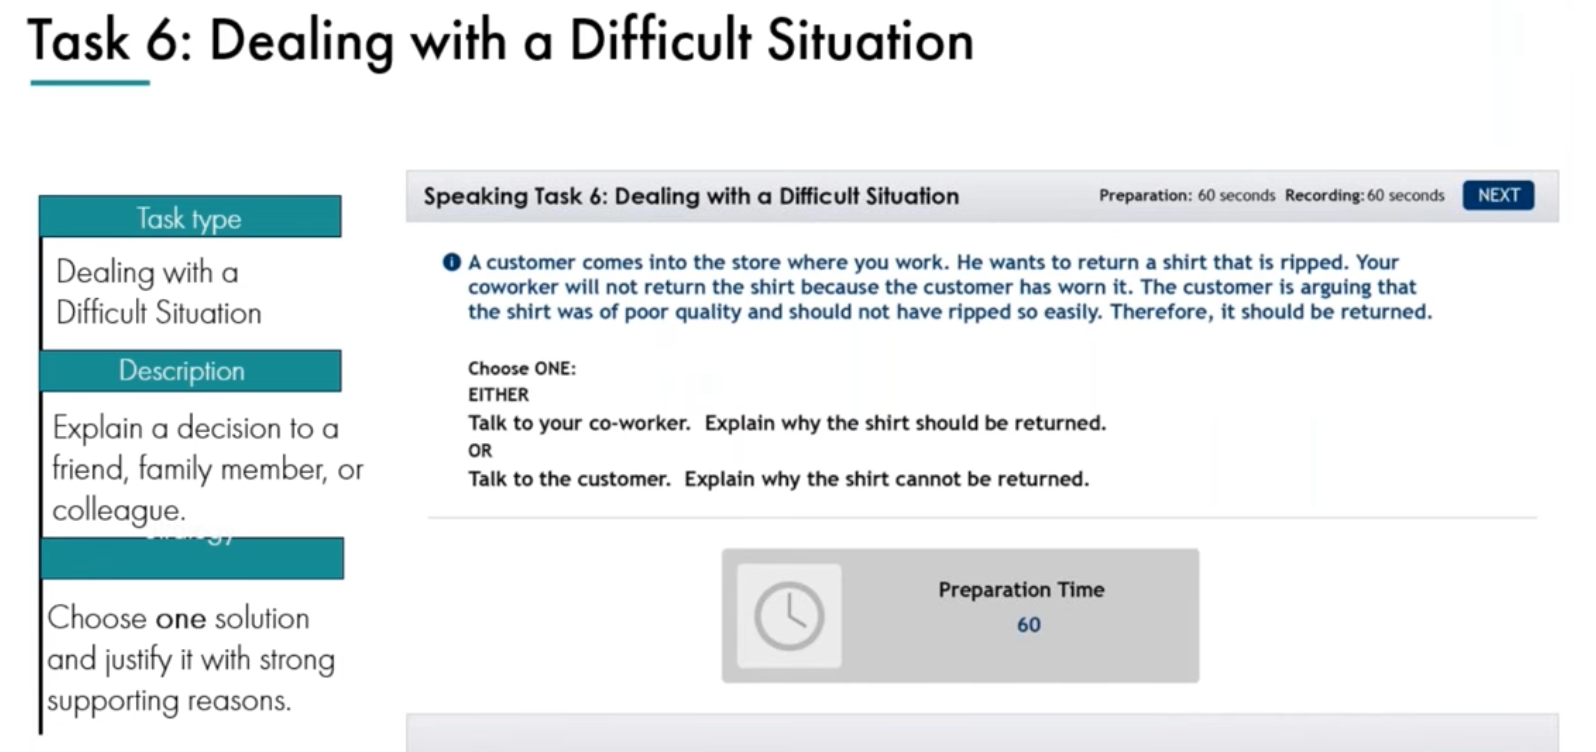 Task 6: Dealing with a Difficult Situation
Task type
Dealing with a
Difficult Situation
Description
Explain a decision to a
friend, family member, or
colleague.
Strategy
Choose one solution
and justify it with strong
supporting reasons.
Speaking Task 6: Dealing with a Difficult Situation
Preparation: 60 seconds Recording: 60 seconds
NEXT
A customer comes into the store where you work. He wants to return a shirt that is ripped. Your
coworker will not return the shirt because the customer has worn it. The customer is arguing that
the shirt was of poor quality and should not have ripped so easily. Therefore, it should be returned.
Choose ONE:
EITHER
Talk to your co-worker. Explain why the shirt should be returned.
OR
Talk to the customer. Explain why the shirt cannot be returned.
Preparation Time
60